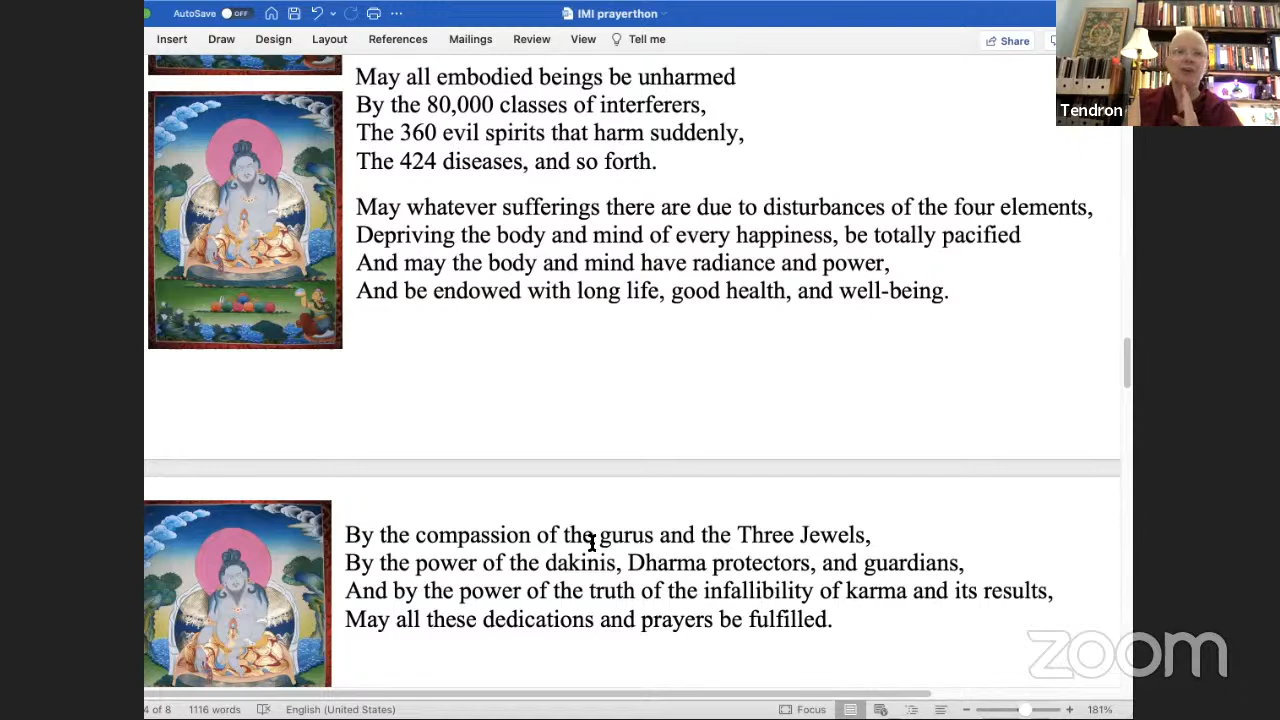 AutoSave OFF
IMI prayerthon
Insert Draw Design Layout References Mailings Review View Tell me
Share
Tendron
May all embodied beings be unharmed
By the 80,000 classes of interferers,
The 360 evil spirits that harm suddenly,
The 424 diseases, and so forth.
May whatever sufferings there are due to disturbances of the four elements,
Depriving the body and mind of every happiness, be totally pacified
And may the body and mind have radiance and power,
And be endowed with long life, good health, and well-being.
By the compassion of the gurus and the Three Jewels,
By the power of the dakinis, Dharma protectors, and guardians,
And by the power of the truth of the infallibility of karma and its results,
May all these dedications and prayers be fulfilled.
zoom
4 of 8 1116 words English (United States) Focus 181%